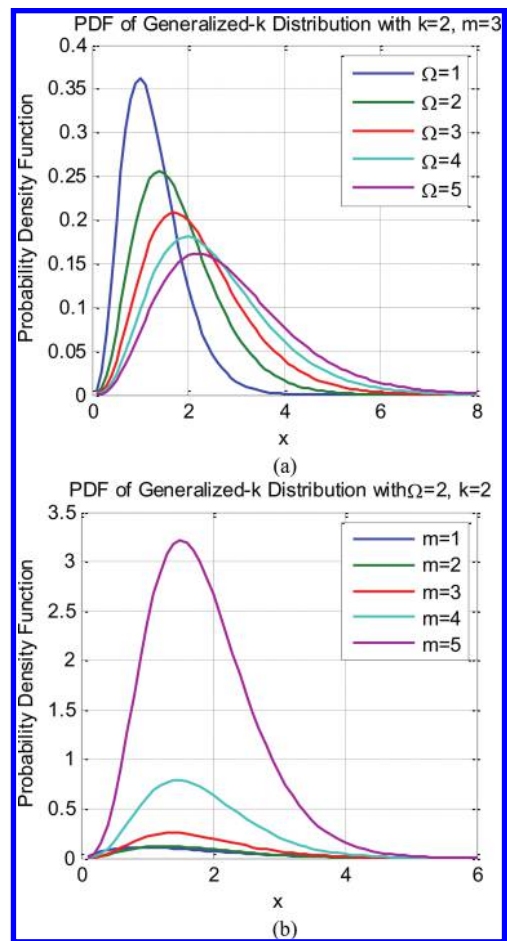 PDF of Generalized-k Distribution with k=2, m=3
0.4
0.35
0.3
0.25
0.2
0.15
0.1
0.05
0
Probability Density Function
Ω=1
Ω=2
Ω=3
Ω=4
Ω=5
0 2 4 6 8
x
(a)
PDF of Generalized-k Distribution withΩ=2, k=2
3.5
3
2.5
2
1.5
1
0.5
0
Probability Density Function
m=1
m=2
m=3
m=4
m=5
0 2 4 6
x
(b)